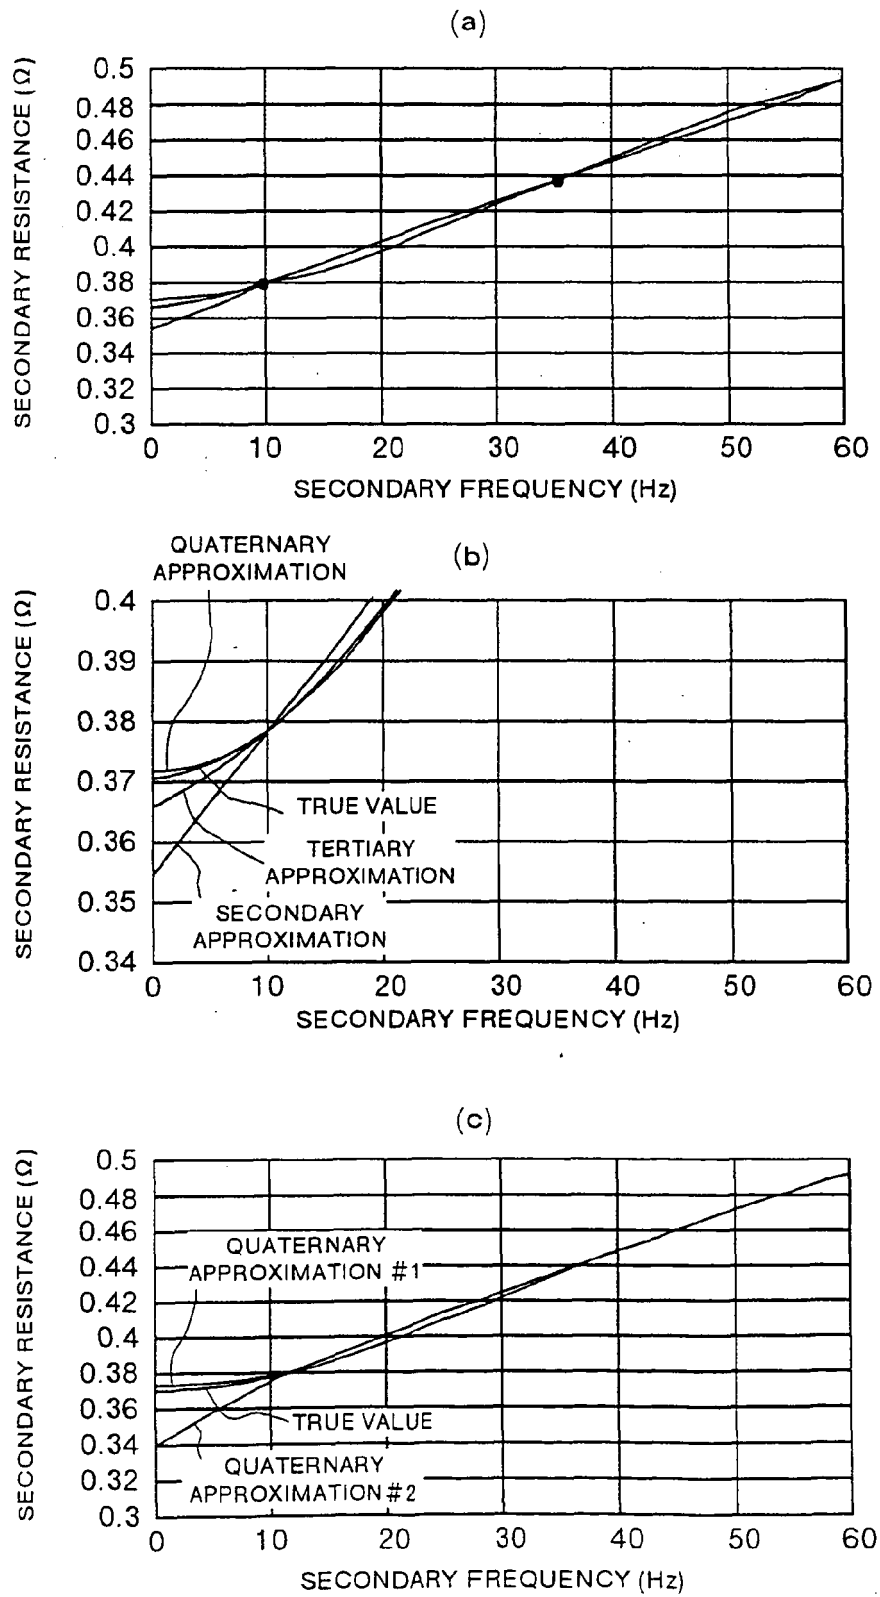 (a)
SECONDARY RESISTANCE (Ω)
0.5
0.48
0.46
0.44
0.42
0.4
0.38
0.36
0.34
0.32
0.3
0 10 20 30 40 50 60
SECONDARY FREQUENCY (Hz)
(b)
QUATERNARY
APPROXIMATION
SECONDARY RESISTANCE (Ω)
0.4
0.39
0.38
0.37
0.36
0.35
0.34
TRUE VALUE
TERTIARY
APPROXIMATION
SECONDARY
APPROXIMATION
0 10 20 30 40 50 60
SECONDARY FREQUENCY (Hz)
(c)
SECONDARY RESISTANCE (Ω)
0.5
0.48
0.46
0.44
0.42
0.4
0.38
0.36
0.34
0.32
0.3
QUATERNARY
APPROXIMATION #1
TRUE VALUE
QUATERNARY
APPROXIMATION #2
0 10 20 30 40 50 60
SECONDARY FREQUENCY (Hz)